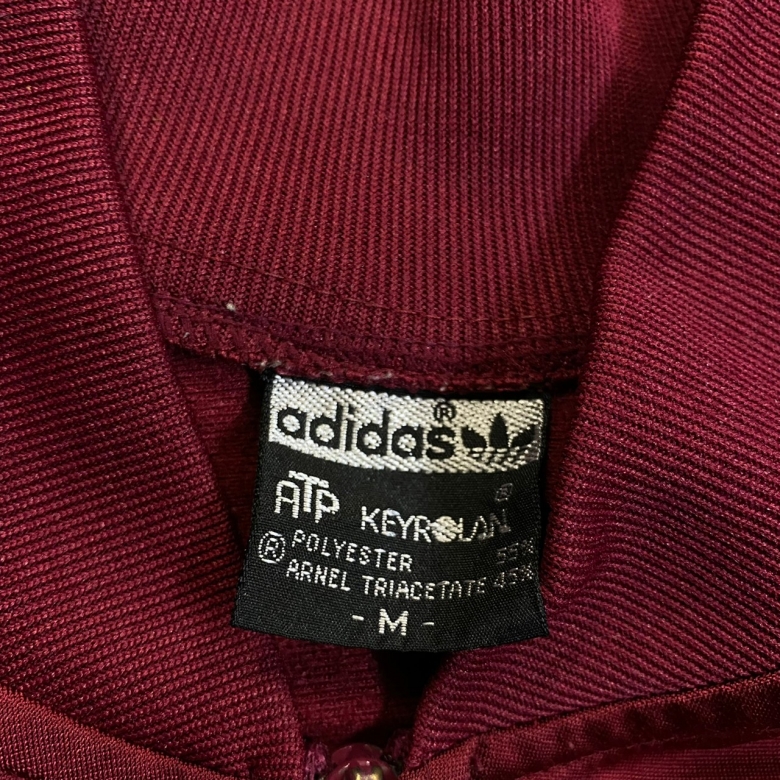 adidas®
ATP KEYROLAN®
POLYESTER 55%
® ARNEL TRIACETATE 45%
- M -